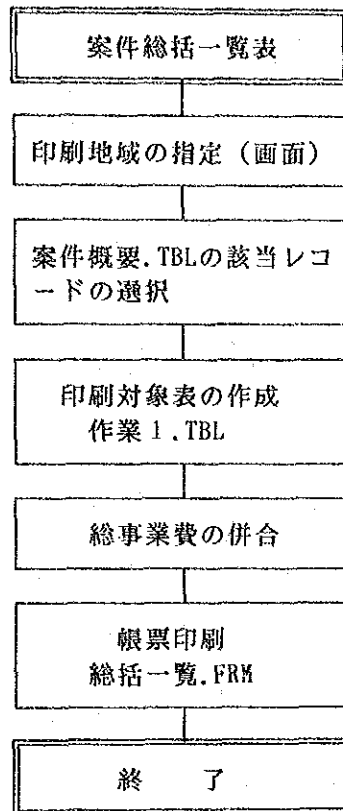 案件総括一覧表
印刷地域の指定(画面)
案件概要.TBLの該当レコ
ードの選択
印刷対象表の作成
作業1.TBL
総事業費の併合
帳票印刷
総括一覧.FRM
終 了